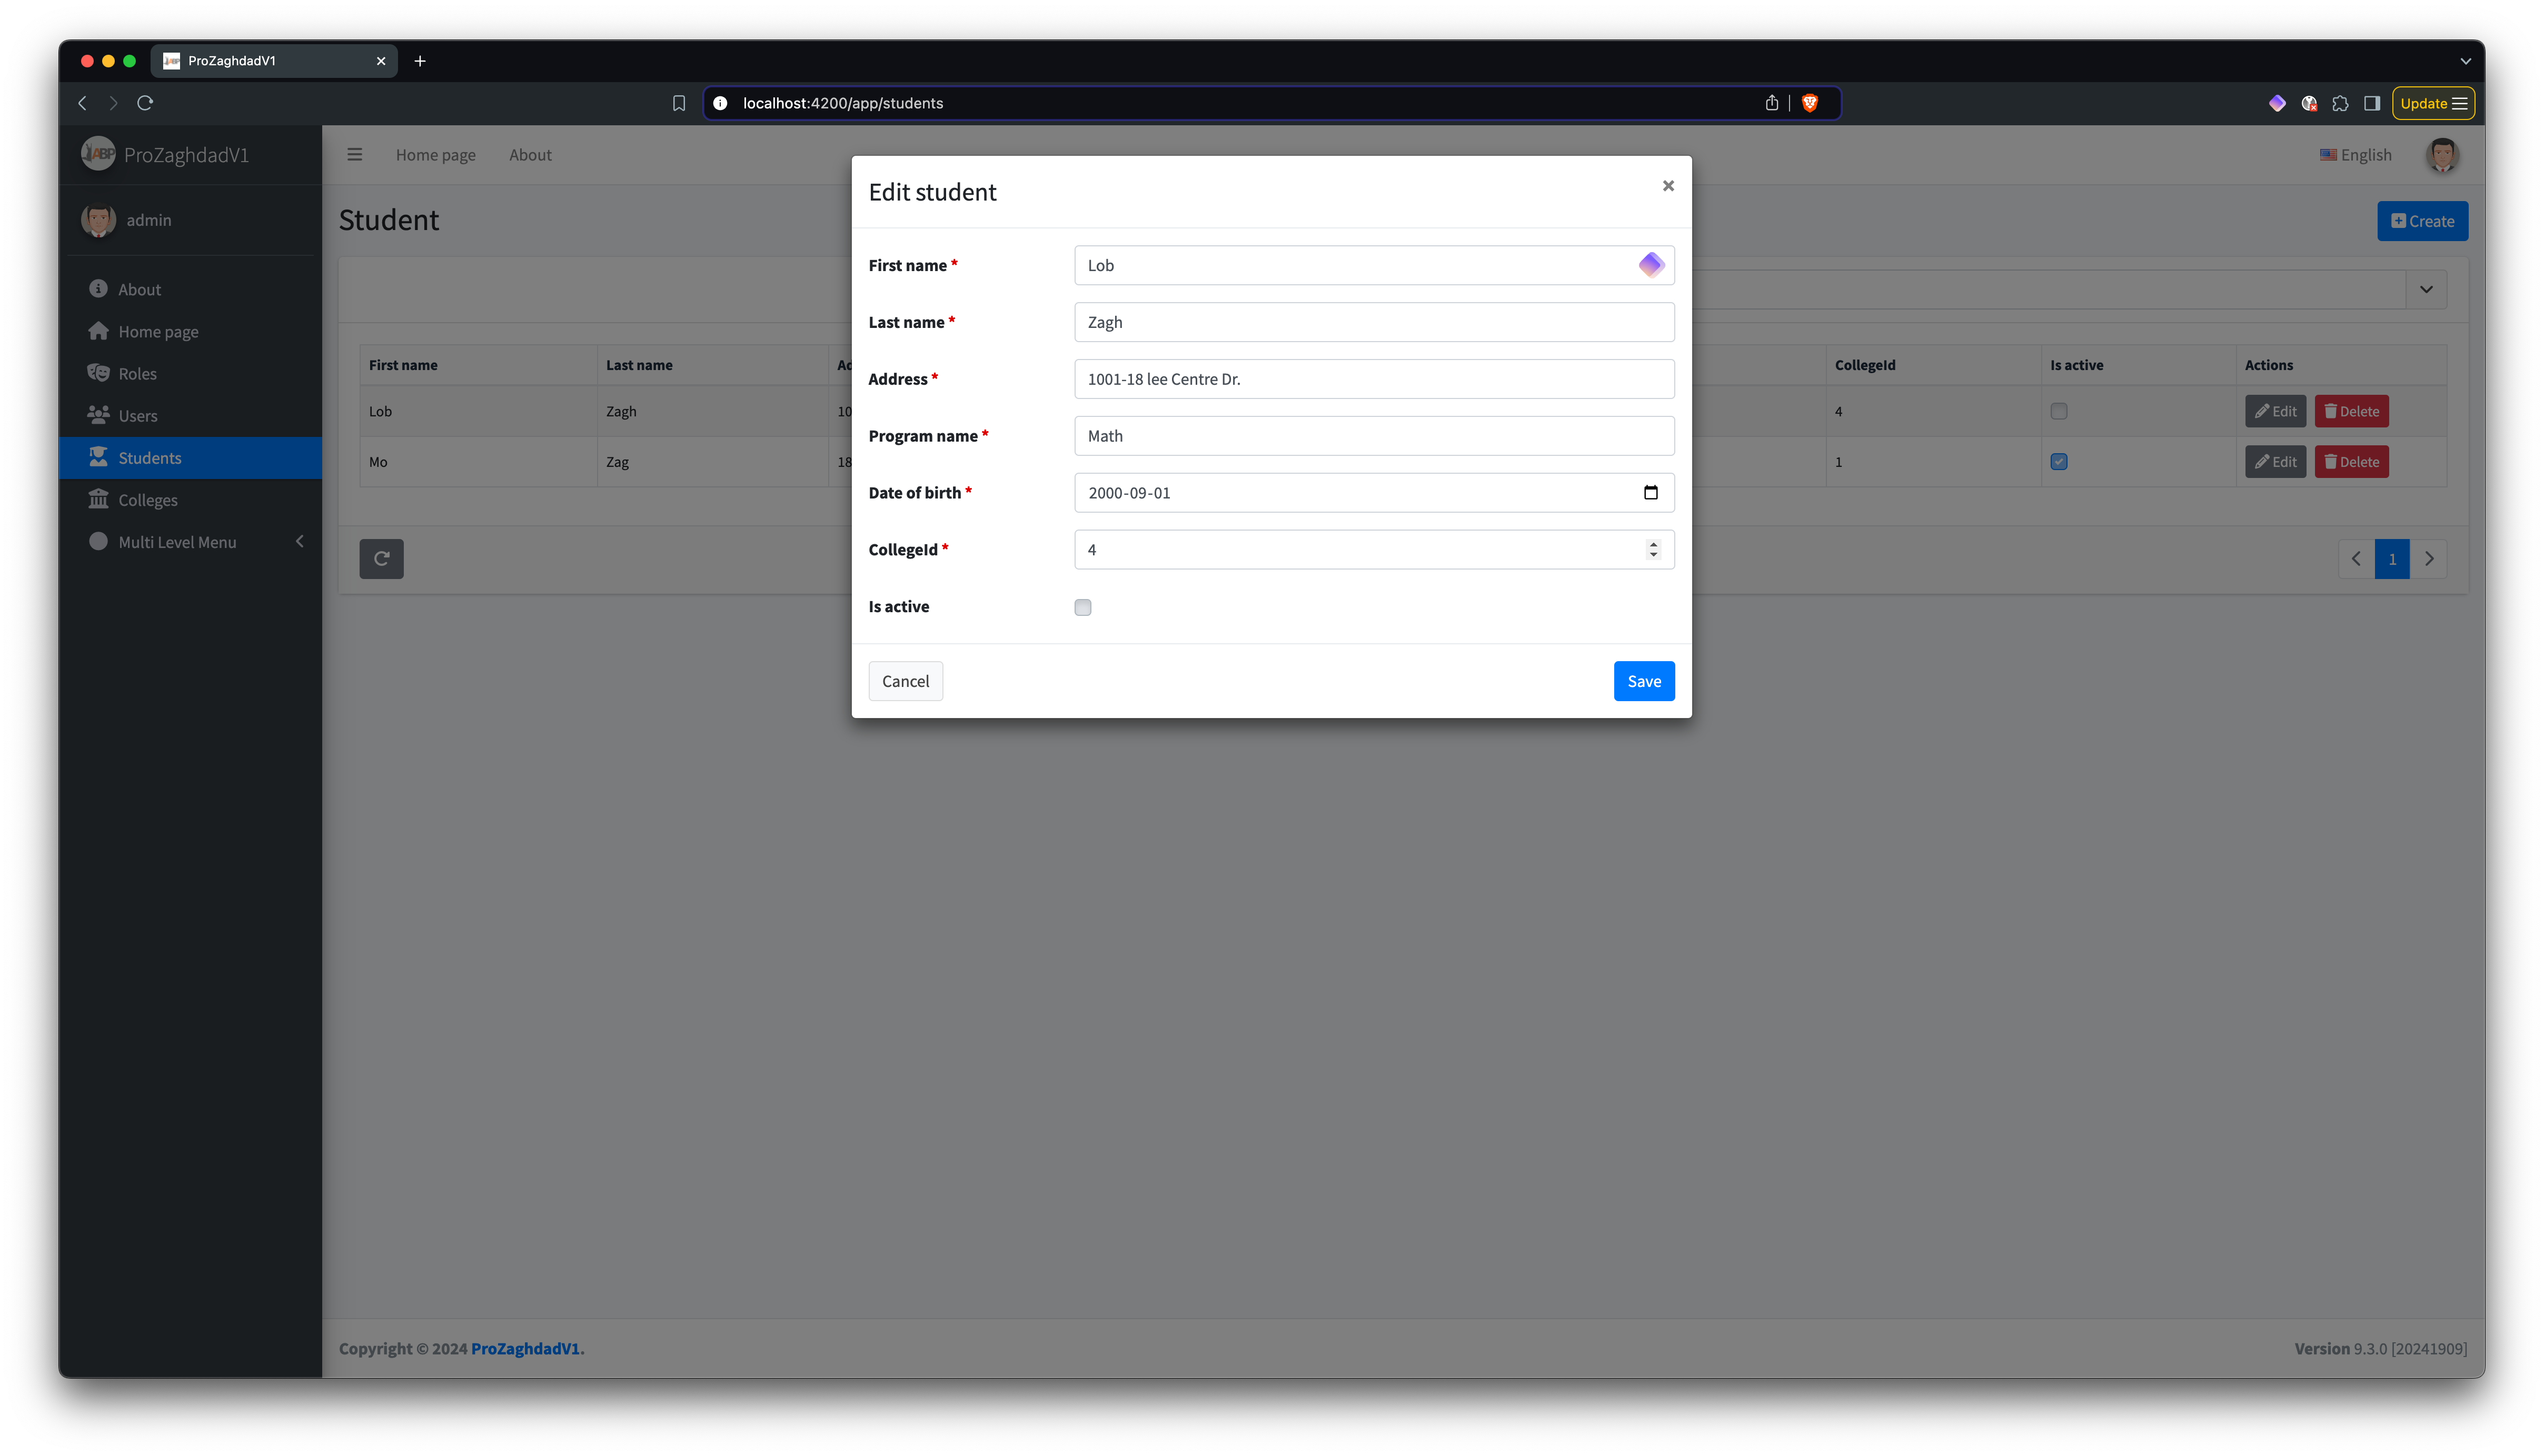 ProZaghdadV1
localhost:4200/app/students
Update
ABP ProZaghdadV1
Home page About
English
admin
Student
Create
About
Home page
Roles
Users
Students
Colleges
Multi Level Menu
First name Last name Ad CollegeId Is active Actions
Lob Zagh 10 4 Edit Delete
Mo Zag 18 1 Edit Delete
1
Edit student
×
First name * Lob
Last name * Zagh
Address * 1001-18 lee Centre Dr.
Program name * Math
Date of birth * 2000-09-01
CollegeId * 4
Is active
Cancel Save
Copyright © 2024 ProZaghdadV1.
Version 9.3.0 [20241909]